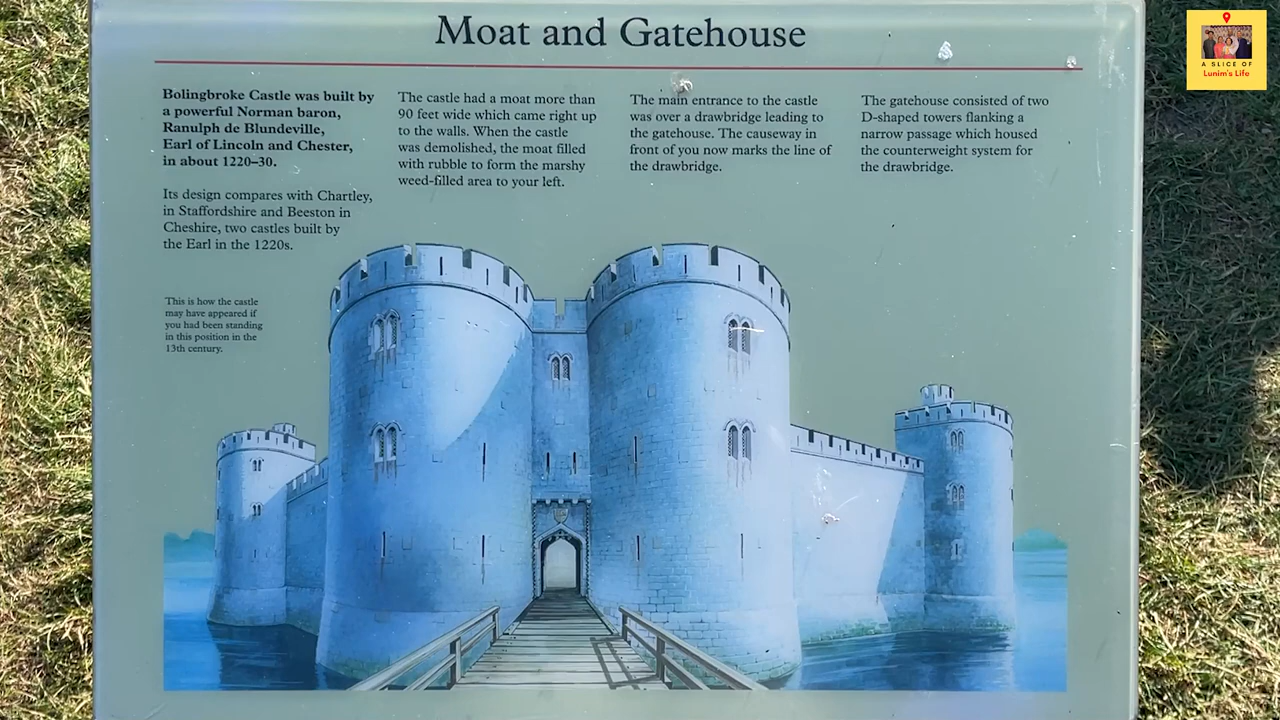 Moat and Gatehouse
Bolingbroke Castle was built by
a powerful Norman baron,
Ranulph de Blundeville,
Earl of Lincoln and Chester,
in about 1220–30.
Its design compares with Chartley,
in Staffordshire and Beeston in
Cheshire, two castles built by
the Earl in the 1220s.
This is how the castle
may have appeared if
you had been standing
in this position in the
13th century.
The castle had a moat more than
90 feet wide which came right up
to the walls. When the castle
was demolished, the moat filled
with rubble to form the marshy
weed-filled area to your left.
The main entrance to the castle
was over a drawbridge leading to
the gatehouse. The causeway in
front of you now marks the line of
the drawbridge.
The gatehouse consisted of two
D-shaped towers flanking a
narrow passage which housed
the counterweight system for
the drawbridge.
A SLICE OF
Lunim's Life